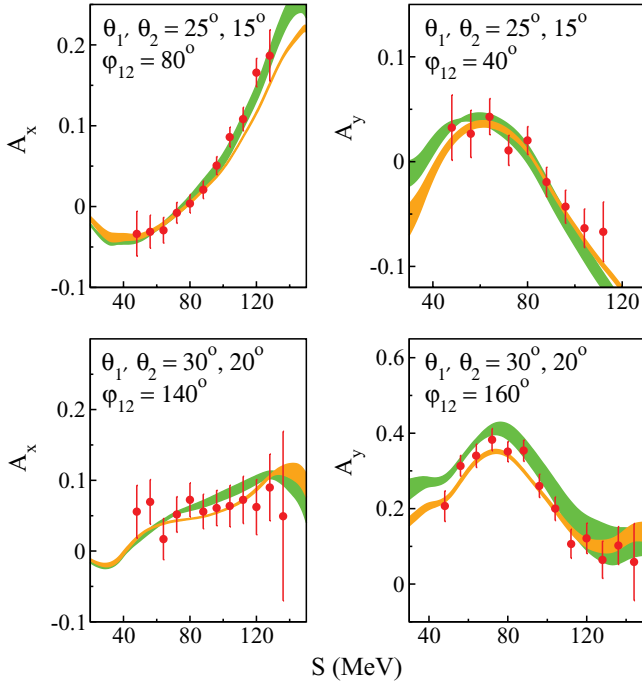 θ₁, θ₂ = 25°, 15°
φ₁₂ = 80°
0.2
0.1
0
-0.1
Aₓ
40
80
120
θ₁, θ₂ = 25°, 15°
φ₁₂ = 40°
0.1
0
-0.1
A_y
40
80
120
θ₁, θ₂ = 30°, 20°
φ₁₂ = 140°
0.2
0.1
0
-0.1
Aₓ
40
80
120
θ₁, θ₂ = 30°, 20°
φ₁₂ = 160°
0.6
0.4
0.2
0
A_y
40
80
120
S (MeV)